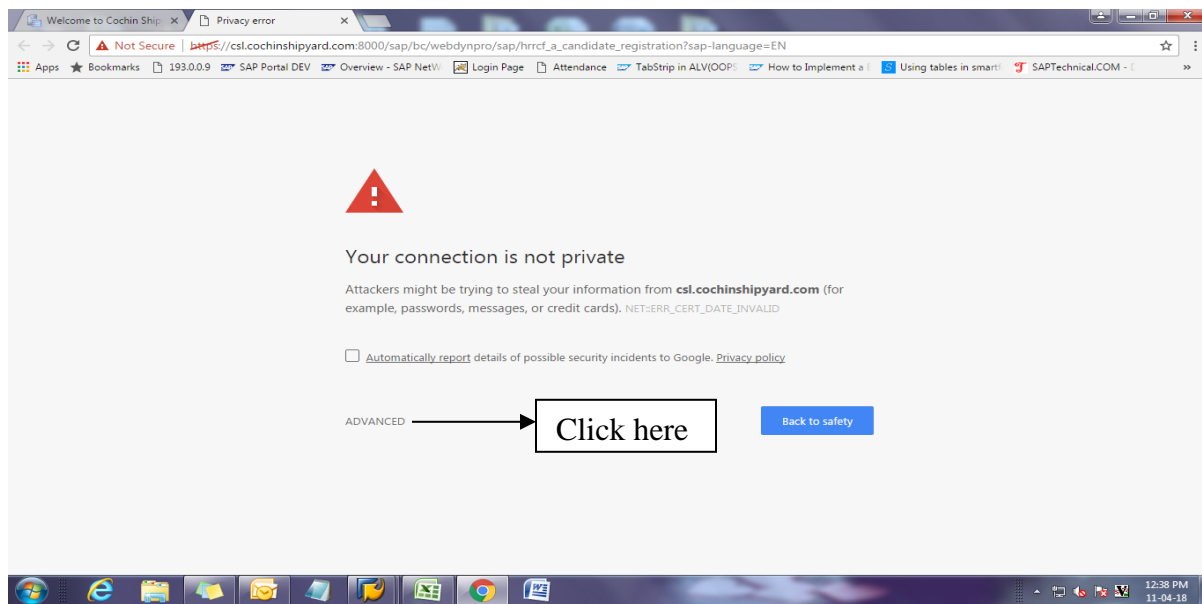 Welcome to Cochin Ship
Privacy error
Not Secure | https://csl.cochinshipyard.com:8000/sap/bc/webdynpro/sap/hrrcf_a_candidate_registration?sap-language=EN
Apps Bookmarks 193.0.0.9 SAP Portal DEV Overview - SAP NetW Login Page Attendance TabStrip in ALV(OOPS How to Implement a Using tables in smartf SAPTechnical.COM - »
Your connection is not private
Attackers might be trying to steal your information from csl.cochinshipyard.com (for
example, passwords, messages, or credit cards). NET::ERR_CERT_DATE_INVALID
Automatically report details of possible security incidents to Google. Privacy policy
ADVANCED
Click here
Back to safety
12:38 PM
11-04-18